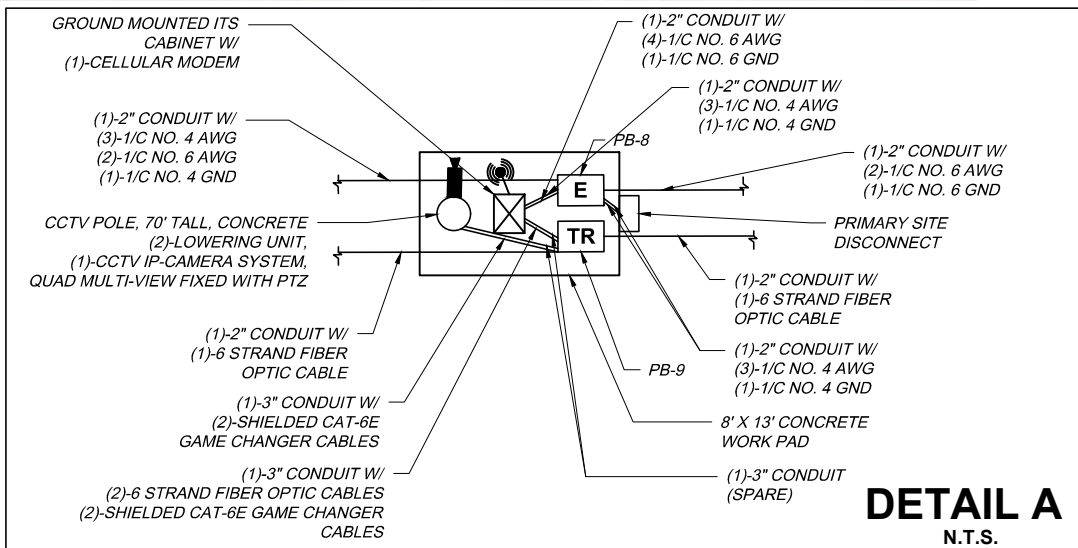 GROUND MOUNTED ITS
CABINET W/
(1)-CELLULAR MODEM
(1)-2" CONDUIT W/
(4)-1/C NO. 6 AWG
(1)-1/C NO. 6 GND
(1)-2" CONDUIT W/
(3)-1/C NO. 4 AWG
(1)-1/C NO. 4 GND
(1)-2" CONDUIT W/
(3)-1/C NO. 4 AWG
(2)-1/C NO. 6 AWG
(1)-1/C NO. 4 GND
PB-8
(1)-2" CONDUIT W/
(2)-1/C NO. 6 AWG
(1)-1/C NO. 6 GND
E
TR
CCTV POLE, 70' TALL, CONCRETE
(2)-LOWERING UNIT,
(1)-CCTV IP-CAMERA SYSTEM,
QUAD MULTI-VIEW FIXED WITH PTZ
PRIMARY SITE
DISCONNECT
(1)-2" CONDUIT W/
(1)-6 STRAND FIBER
OPTIC CABLE
(1)-2" CONDUIT W/
(1)-6 STRAND FIBER
OPTIC CABLE
PB-9
(1)-2" CONDUIT W/
(3)-1/C NO. 4 AWG
(1)-1/C NO. 4 GND
(1)-3" CONDUIT W/
(2)-SHIELDED CAT-6E
GAME CHANGER CABLES
8' X 13' CONCRETE
WORK PAD
(1)-3" CONDUIT W/
(2)-6 STRAND FIBER OPTIC CABLES
(2)-SHIELDED CAT-6E GAME CHANGER
CABLES
(1)-3" CONDUIT
(SPARE)
DETAIL A
N.T.S.